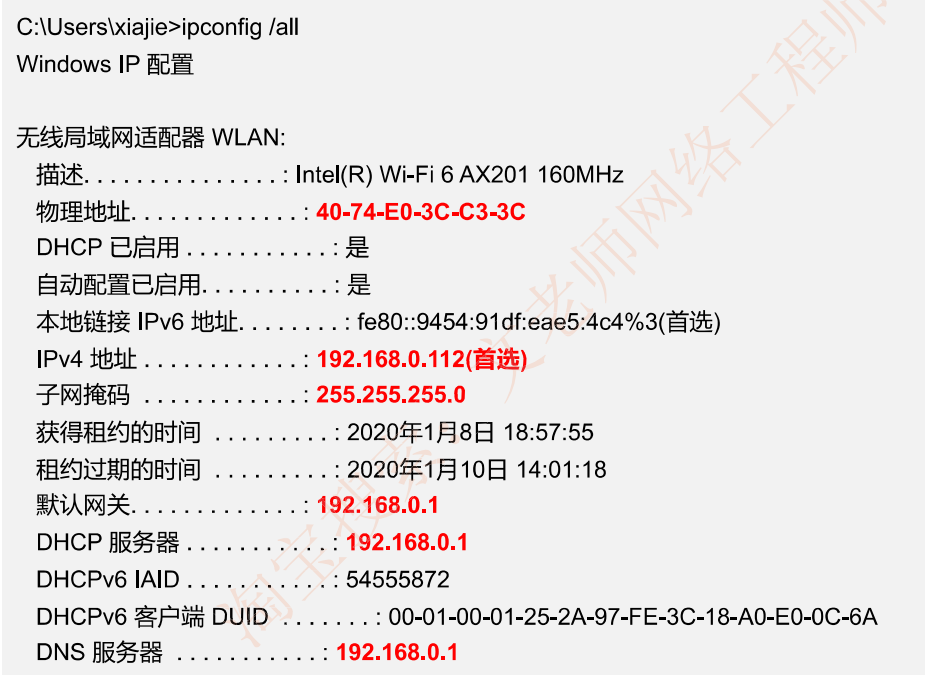 C:\Users\xiajie>ipconfig /all
Windows IP 配置
无线局域网适配器 WLAN:
描述. . . . . . . . . . . . . . . : Intel(R) Wi-Fi 6 AX201 160MHz
物理地址. . . . . . . . . . . . . : 40-74-E0-3C-C3-3C
DHCP 已启用 . . . . . . . . . . . : 是
自动配置已启用. . . . . . . . . . : 是
本地链接 IPv6 地址. . . . . . . . : fe80::9454:91df:eae5:4c4%3(首选)
IPv4 地址 . . . . . . . . . . . . : 192.168.0.112(首选)
子网掩码 . . . . . . . . . . . . : 255.255.255.0
获得租约的时间 . . . . . . . . . : 2020年1月8日 18:57:55
租约过期的时间 . . . . . . . . . : 2020年1月10日 14:01:18
默认网关. . . . . . . . . . . . . : 192.168.0.1
DHCP 服务器 . . . . . . . . . . . : 192.168.0.1
DHCPv6 IAID . . . . . . . . . . . : 54555872
DHCPv6 客户端 DUID . . . . . . . : 00-01-00-01-25-2A-97-FE-3C-18-A0-E0-0C-6A
DNS 服务器 . . . . . . . . . . . : 192.168.0.1
淘宝搜索：文老师网络工程师